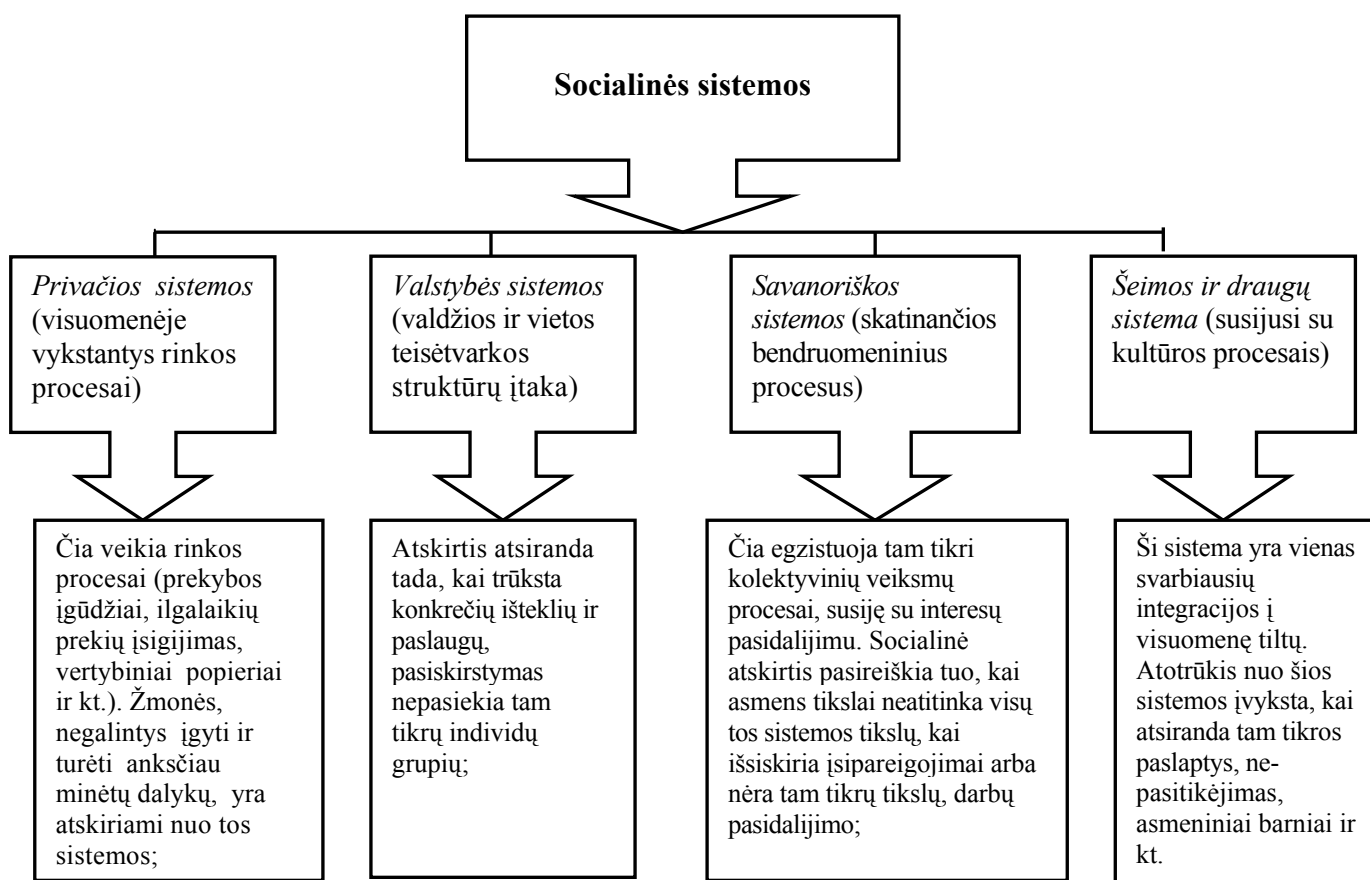 Socialinės sistemos
Privačios sistemos
(visuomenėje
vykstantys rinkos
procesai)
Valstybės sistemos
(valdžios ir vietos
teisėtvarkos
struktūrų įtaka)
Savanoriškos
sistemos (skatinančios
bendruomeninius
procesus)
Šeimos ir draugų
sistema (susijusi su
kultūros procesais)
Čia veikia rinkos
procesai (prekybos
įgūdžiai, ilgalaikių
prekių įsigijimas,
vertybiniai popieriai
ir kt.). Žmonės,
negalintys įgyti ir
turėti anksčiau
minėtų dalykų, yra
atskiriami nuo tos
sistemos;
Atskirtis atsiranda
tada, kai trūksta
konkrečių išteklių ir
paslaugų,
pasiskirstymas
nepasiekia tam
tikrų individų
grupių;
Čia egzistuoja tam tikri
kolektyvinių veiksmų
procesai, susiję su interesų
pasidalijimu. Socialinė
atskirtis pasireiškia tuo, kai
asmens tikslai neatitinka visų
tos sistemos tikslų, kai
išsiskiria įsipareigojimai arba
nėra tam tikrų tikslų, darbų
pasidalijimo;
Ši sistema yra vienas
svarbiausių
integracijos į
visuomenę tiltų.
Atotrūkis nuo šios
sistemos įvyksta, kai
atsiranda tam tikros
paslaptys, ne-
pasitikėjimas,
asmeniniai barniai ir
kt.